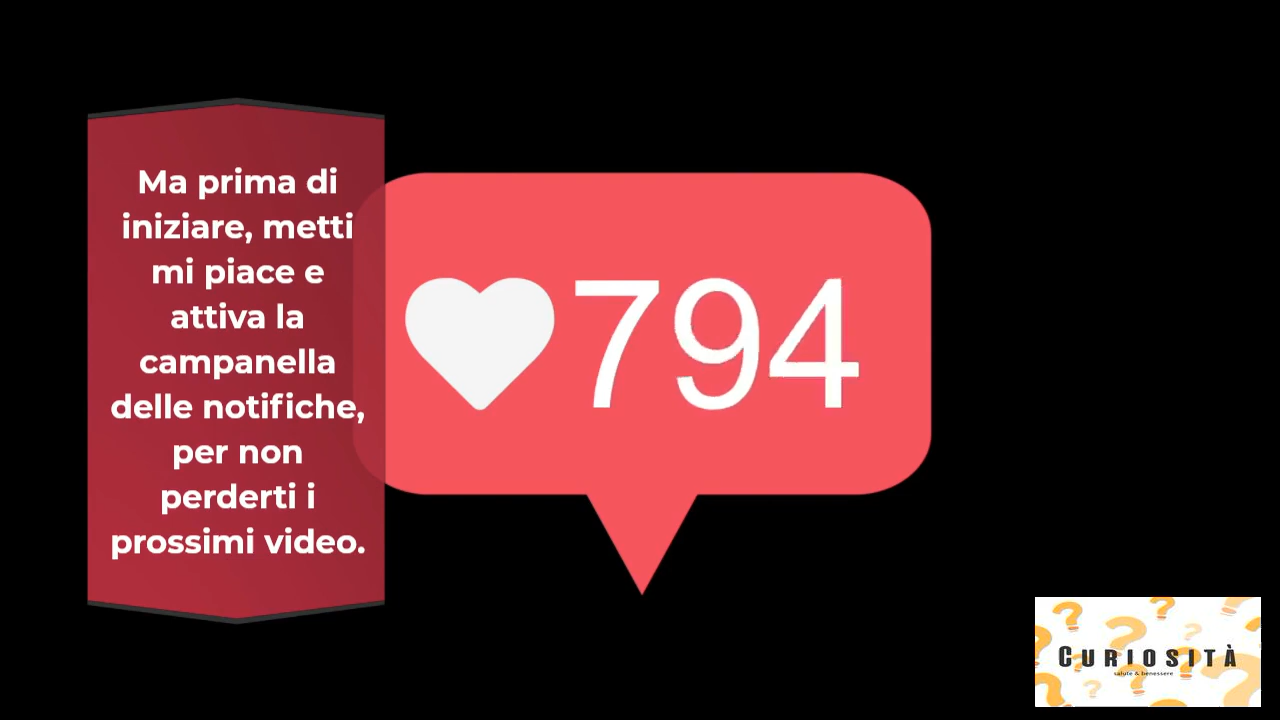 Ma prima di
iniziare, metti
mi piace e
attiva la
campanella
delle notifiche,
per non
perderti i
prossimi video.
794
CURIOSITÀ
salute & benessere